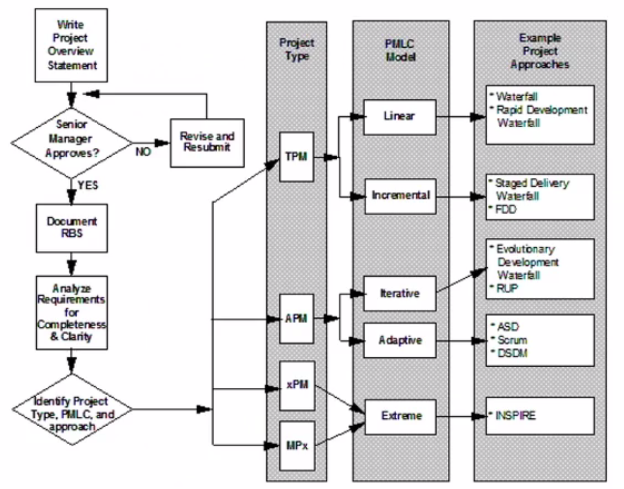 Write
Project
Overview
Statement
Senior
Manager
Approves?
NO
Revise and
Resubmit
YES
Document
RBS
Analyze
Requirements
for
Completeness
& Clarity
Identify Project
Type, PMLC, and
approach
Project
Type
TPM
APM
xPM
MPx
PMLC
Model
Linear
Incremental
Iterative
Adaptive
Extreme
Example
Project
Approaches
* Waterfall
* Rapid Development
Waterfall
* Staged Delivery
Waterfall
* FDD
* Evolutionary
Development
Waterfall
* RUP
* ASD
* Scrum
* DSDM
* INSPIRE